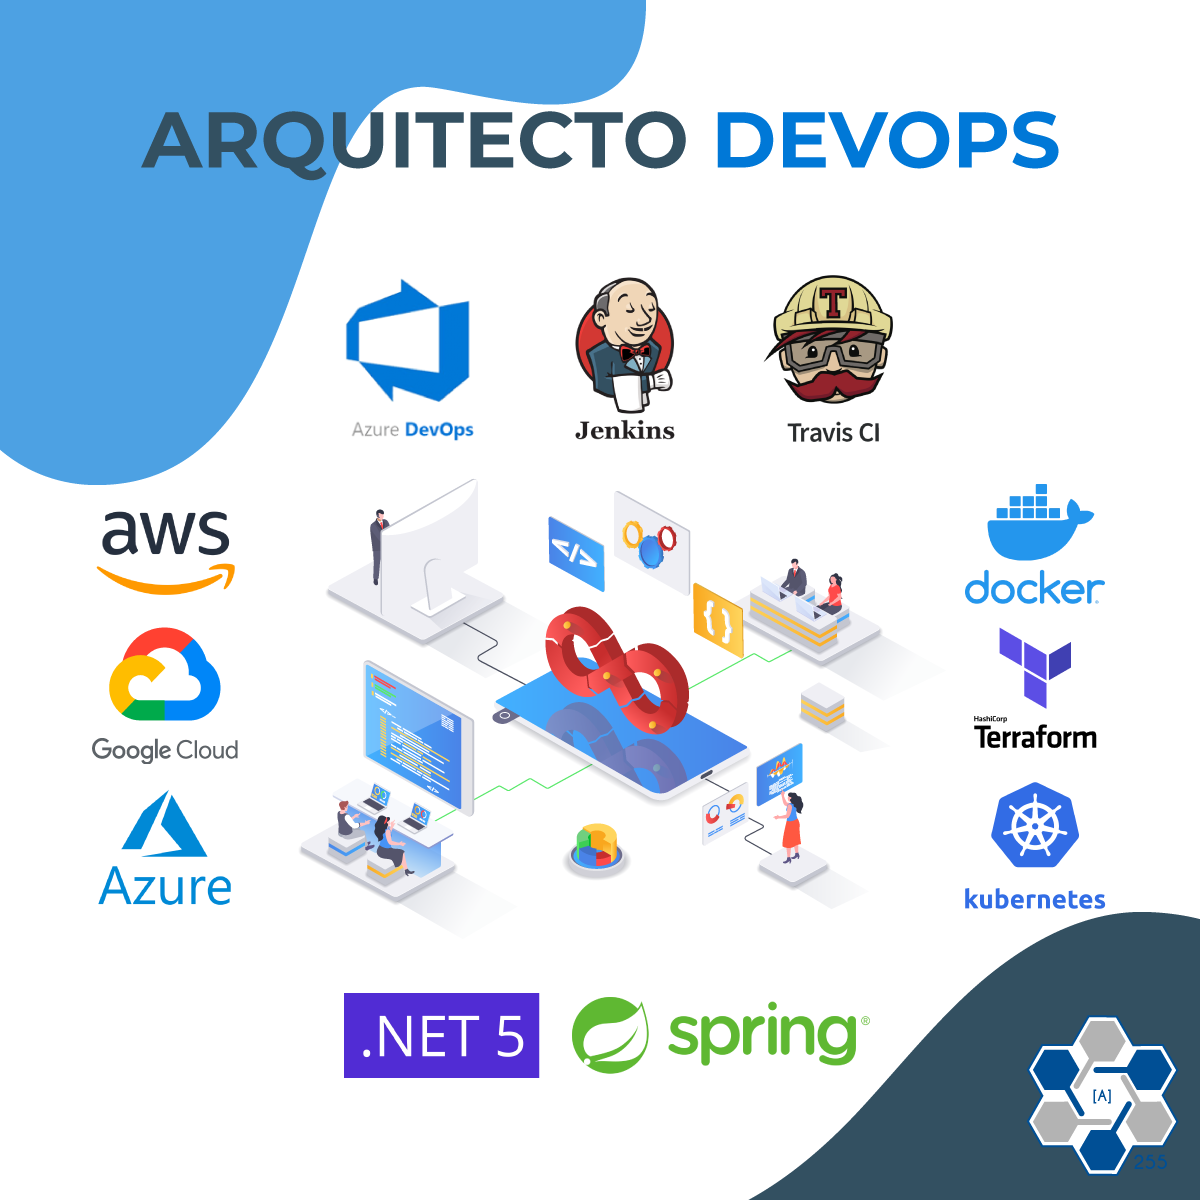 ARQUITECTO DEVOPS
Azure DevOps
Jenkins
T
Travis CI
aws
</>
{}
docker
Google Cloud
HashiCorp
Terraform
Azure
kubernetes
.NET 5
spring®
[A]
255